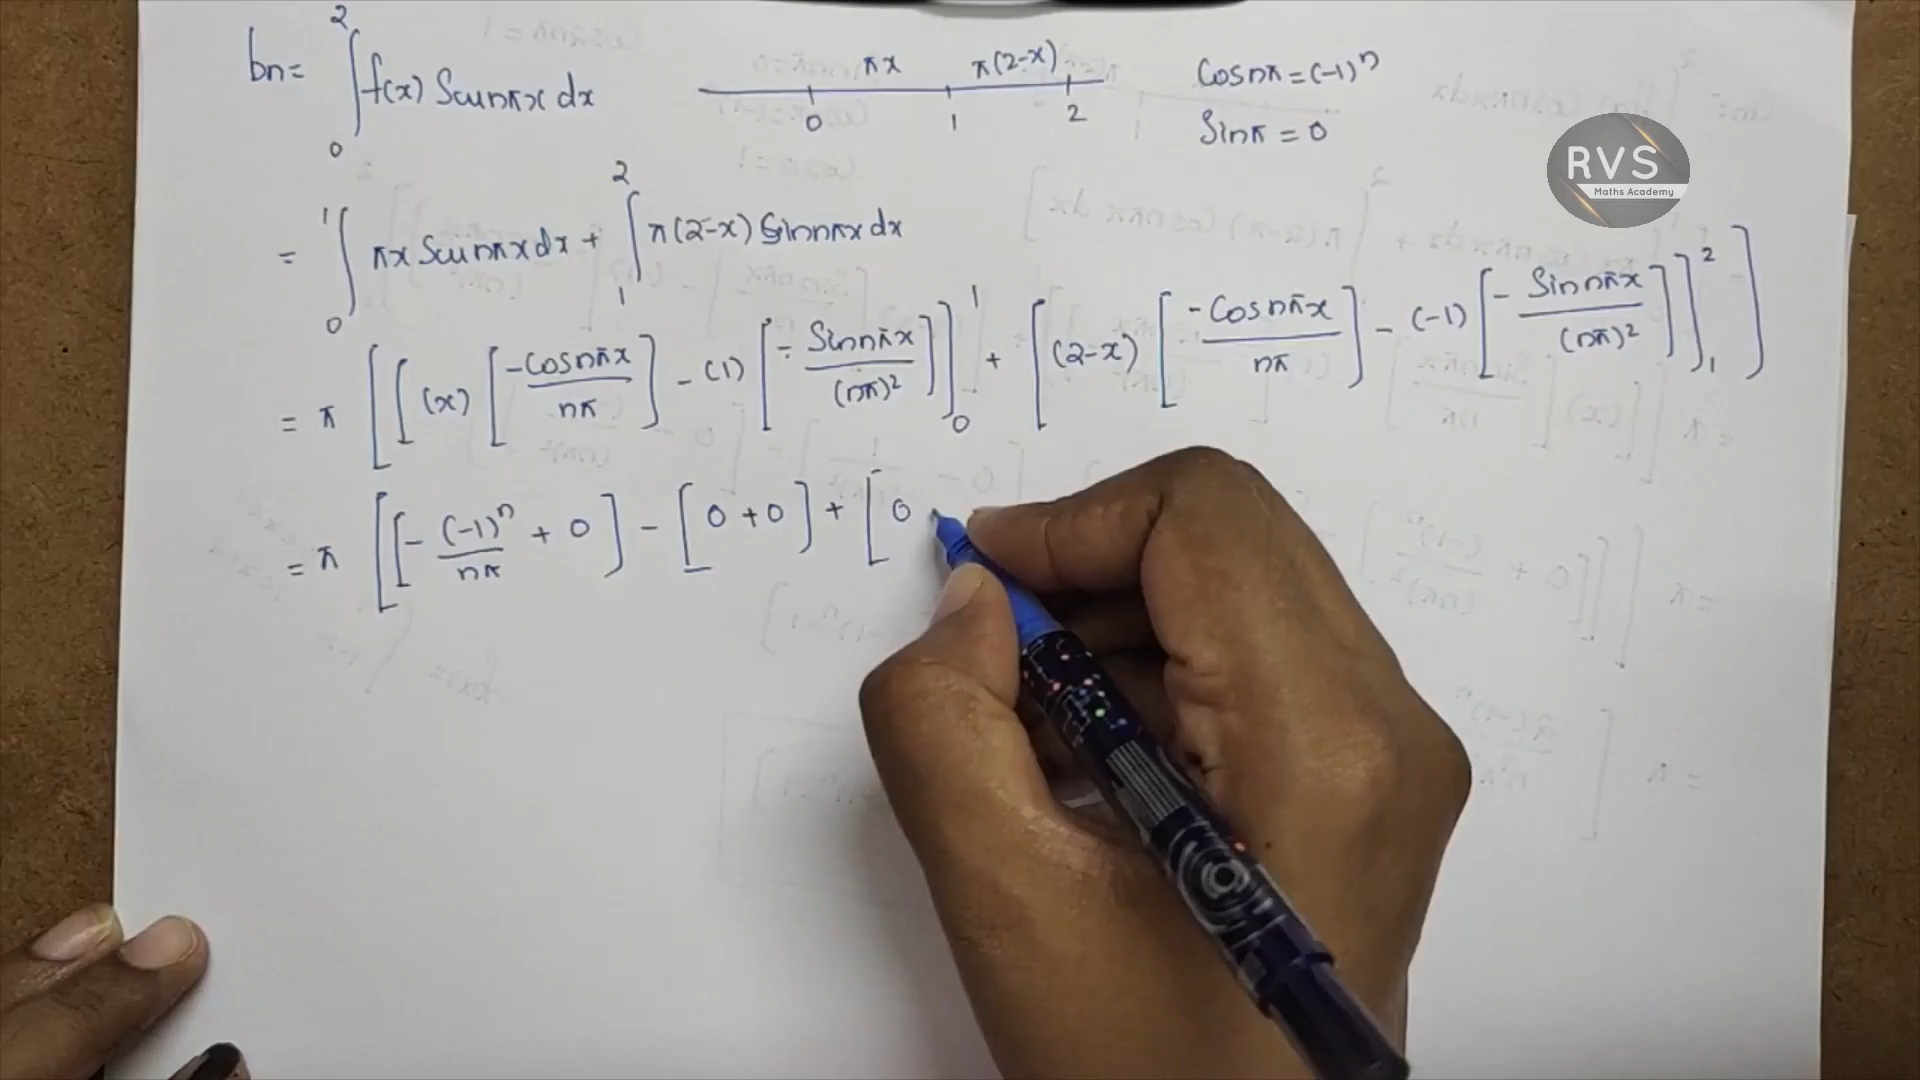 bn = ∫₀² f(x) Sin nπx dx
πx π(2-x)
0 1 2
Cos nπ = (-1)ⁿ
Sin π = 0
RVS
Maths Academy
= ∫₀¹ πx Sin nπx dx + ∫₁² π(2-x) Sin nπx dx
= π [[(x) [-Cos nπx / nπ] - (1) [- Sin nπx / (nπ)²]]₀¹ + [(2-x) [-Cos nπx / nπ] - (-1) [- Sin nπx / (nπ)²]]₁²]
= π [[- (-1)ⁿ / nπ + 0] - [0 + 0] + [0